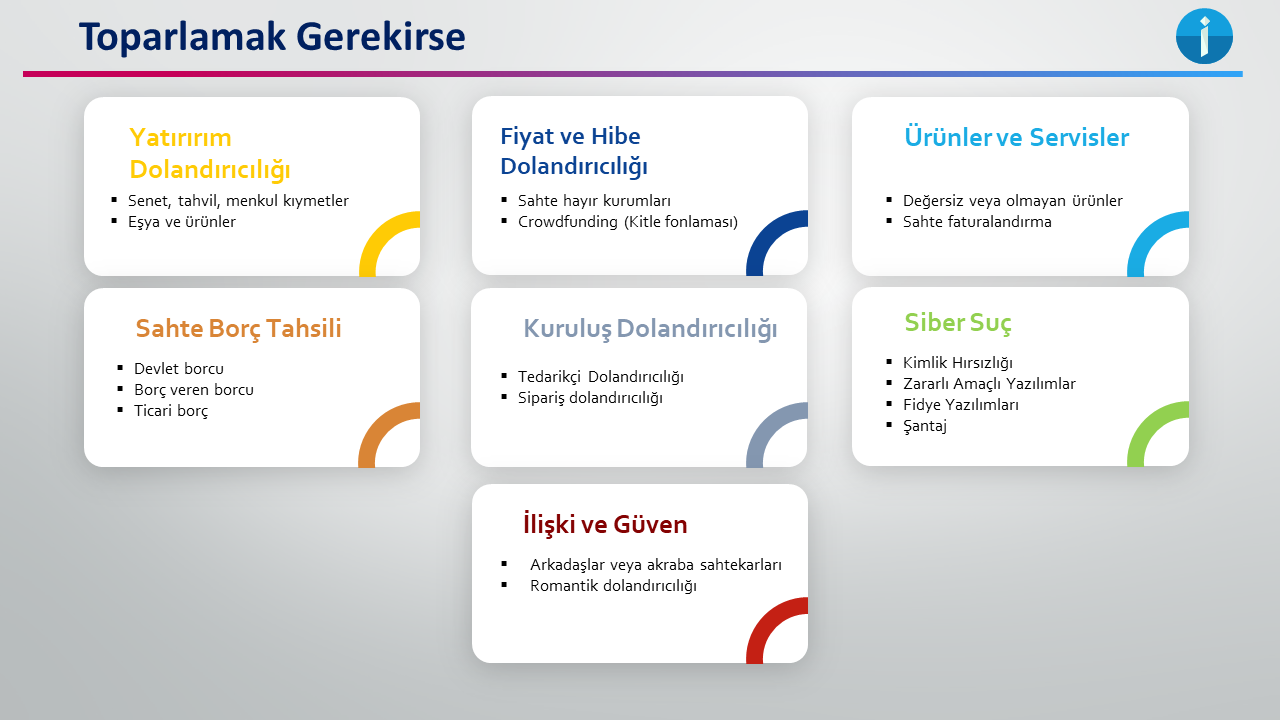 Toparlamak Gerekirse
Yatırırım
Dolandırıcılığı
▪ Senet, tahvil, menkul kıymetler
▪ Eşya ve ürünler
Fiyat ve Hibe
Dolandırıcılığı
▪ Sahte hayır kurumları
▪ Crowdfunding (Kitle fonlaması)
Ürünler ve Servisler
▪ Değersiz veya olmayan ürünler
▪ Sahte faturalandırma
Sahte Borç Tahsili
▪ Devlet borcu
▪ Borç veren borcu
▪ Ticari borç
Kuruluş Dolandırıcılığı
▪ Tedarikçi Dolandırıcılığı
▪ Sipariş dolandırıcılığı
Siber Suç
▪ Kimlik Hırsızlığı
▪ Zararlı Amaçlı Yazılımlar
▪ Fidye Yazılımları
▪ Şantaj
İlişki ve Güven
▪ Arkadaşlar veya akraba sahtekarları
▪ Romantik dolandırıcılığı